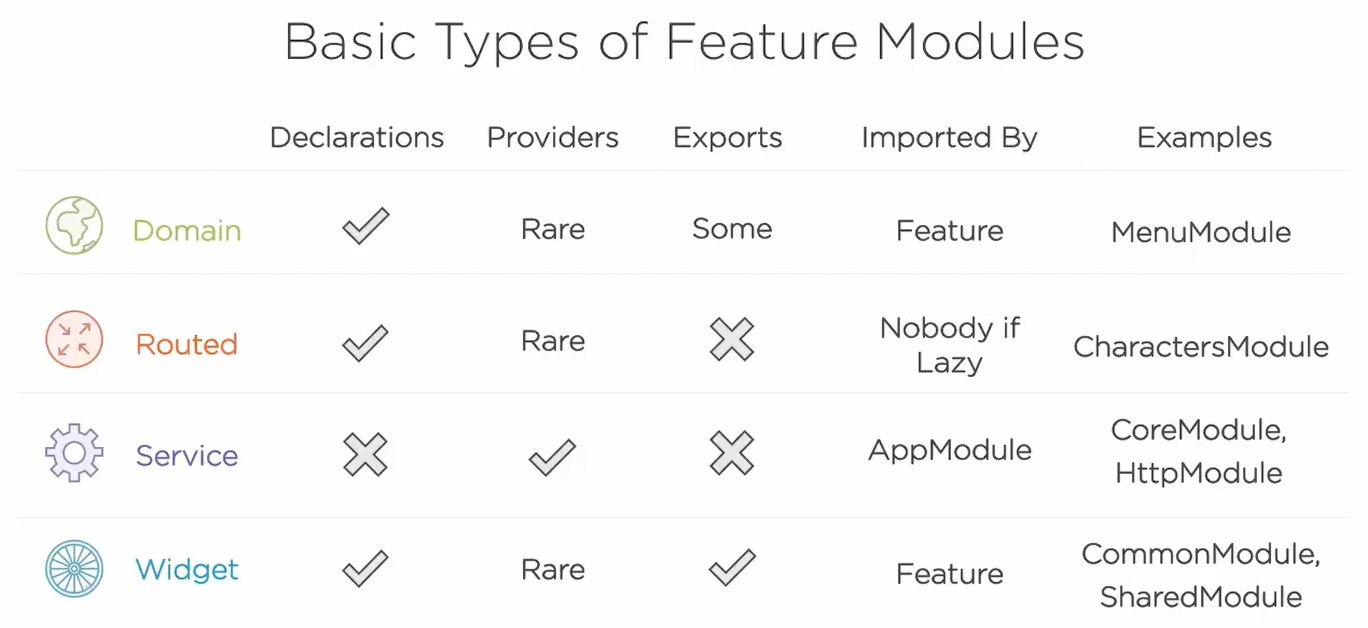 Basic Types of Feature Modules
Declarations Providers Exports Imported By Examples
Domain Rare Some Feature MenuModule
Routed Rare Nobody if Lazy CharactersModule
Service AppModule CoreModule, HttpModule
Widget Rare Feature CommonModule, SharedModule